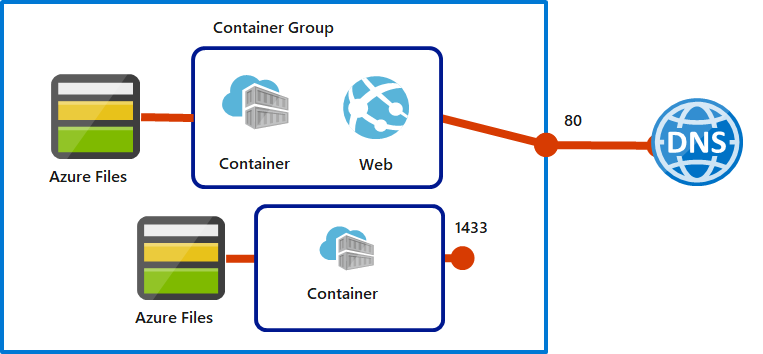 Container Group
80
DNS
Container
Web
Azure Files
1433
Container
Azure Files